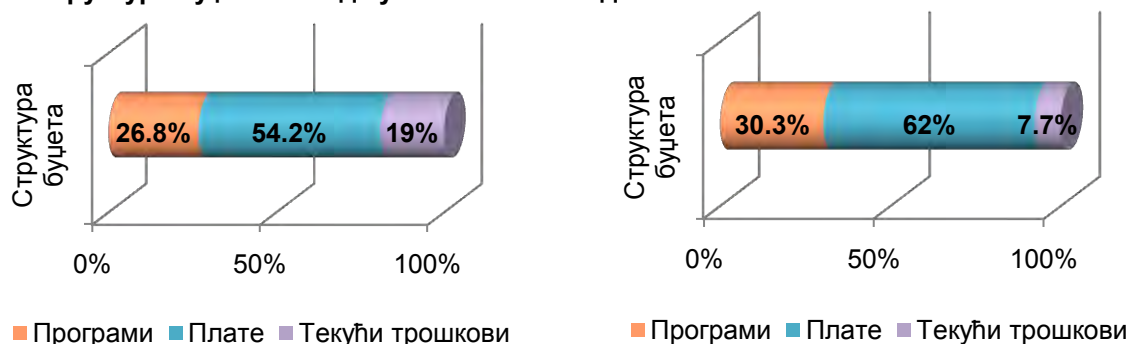 Структура
буџета
26.8% 54.2% 19%
0% 50% 100%
Програми Плате Текући трошкови
Структура
буџета
30.3% 62% 7.7%
0% 50% 100%
Програми Плате Текући трошкови